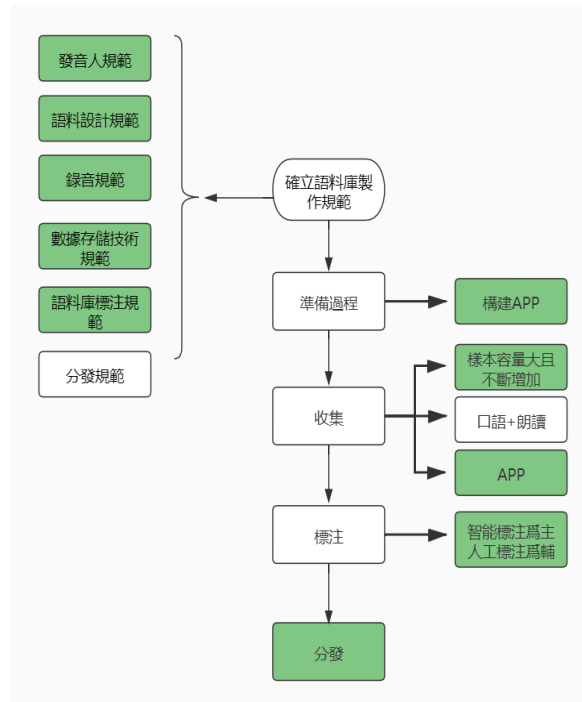 發音人規範
語料設計規範
錄音規範
數據存儲技術
規範
語料庫標注規
範
分發規範
確立語料庫製
作規範
準備過程
構建APP
收集
樣本容量大且
不斷增加
口語+朗讀
APP
標注
智能標注爲主
人工標注爲輔
分發